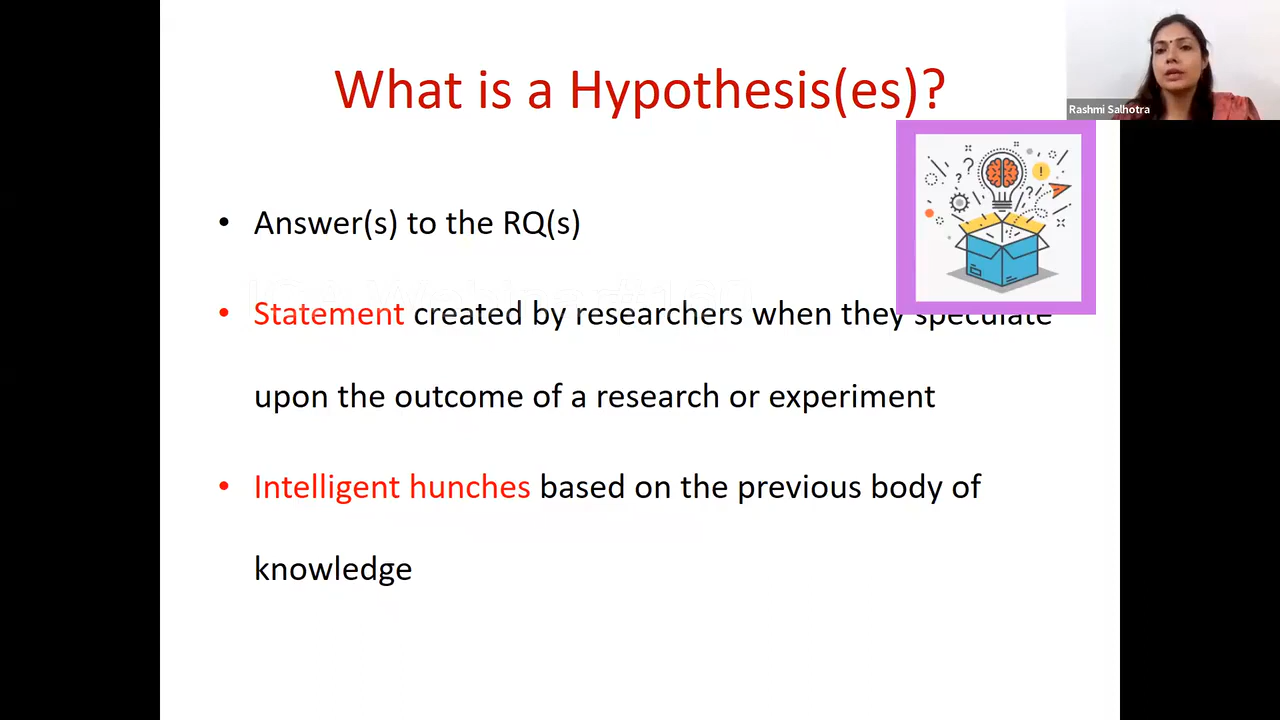 What is a Hypothesis(es)?
Rashmi Salhotra
• Answer(s) to the RQ(s)
• Statement created by researchers when they speculate
upon the outcome of a research or experiment
• Intelligent hunches based on the previous body of
knowledge